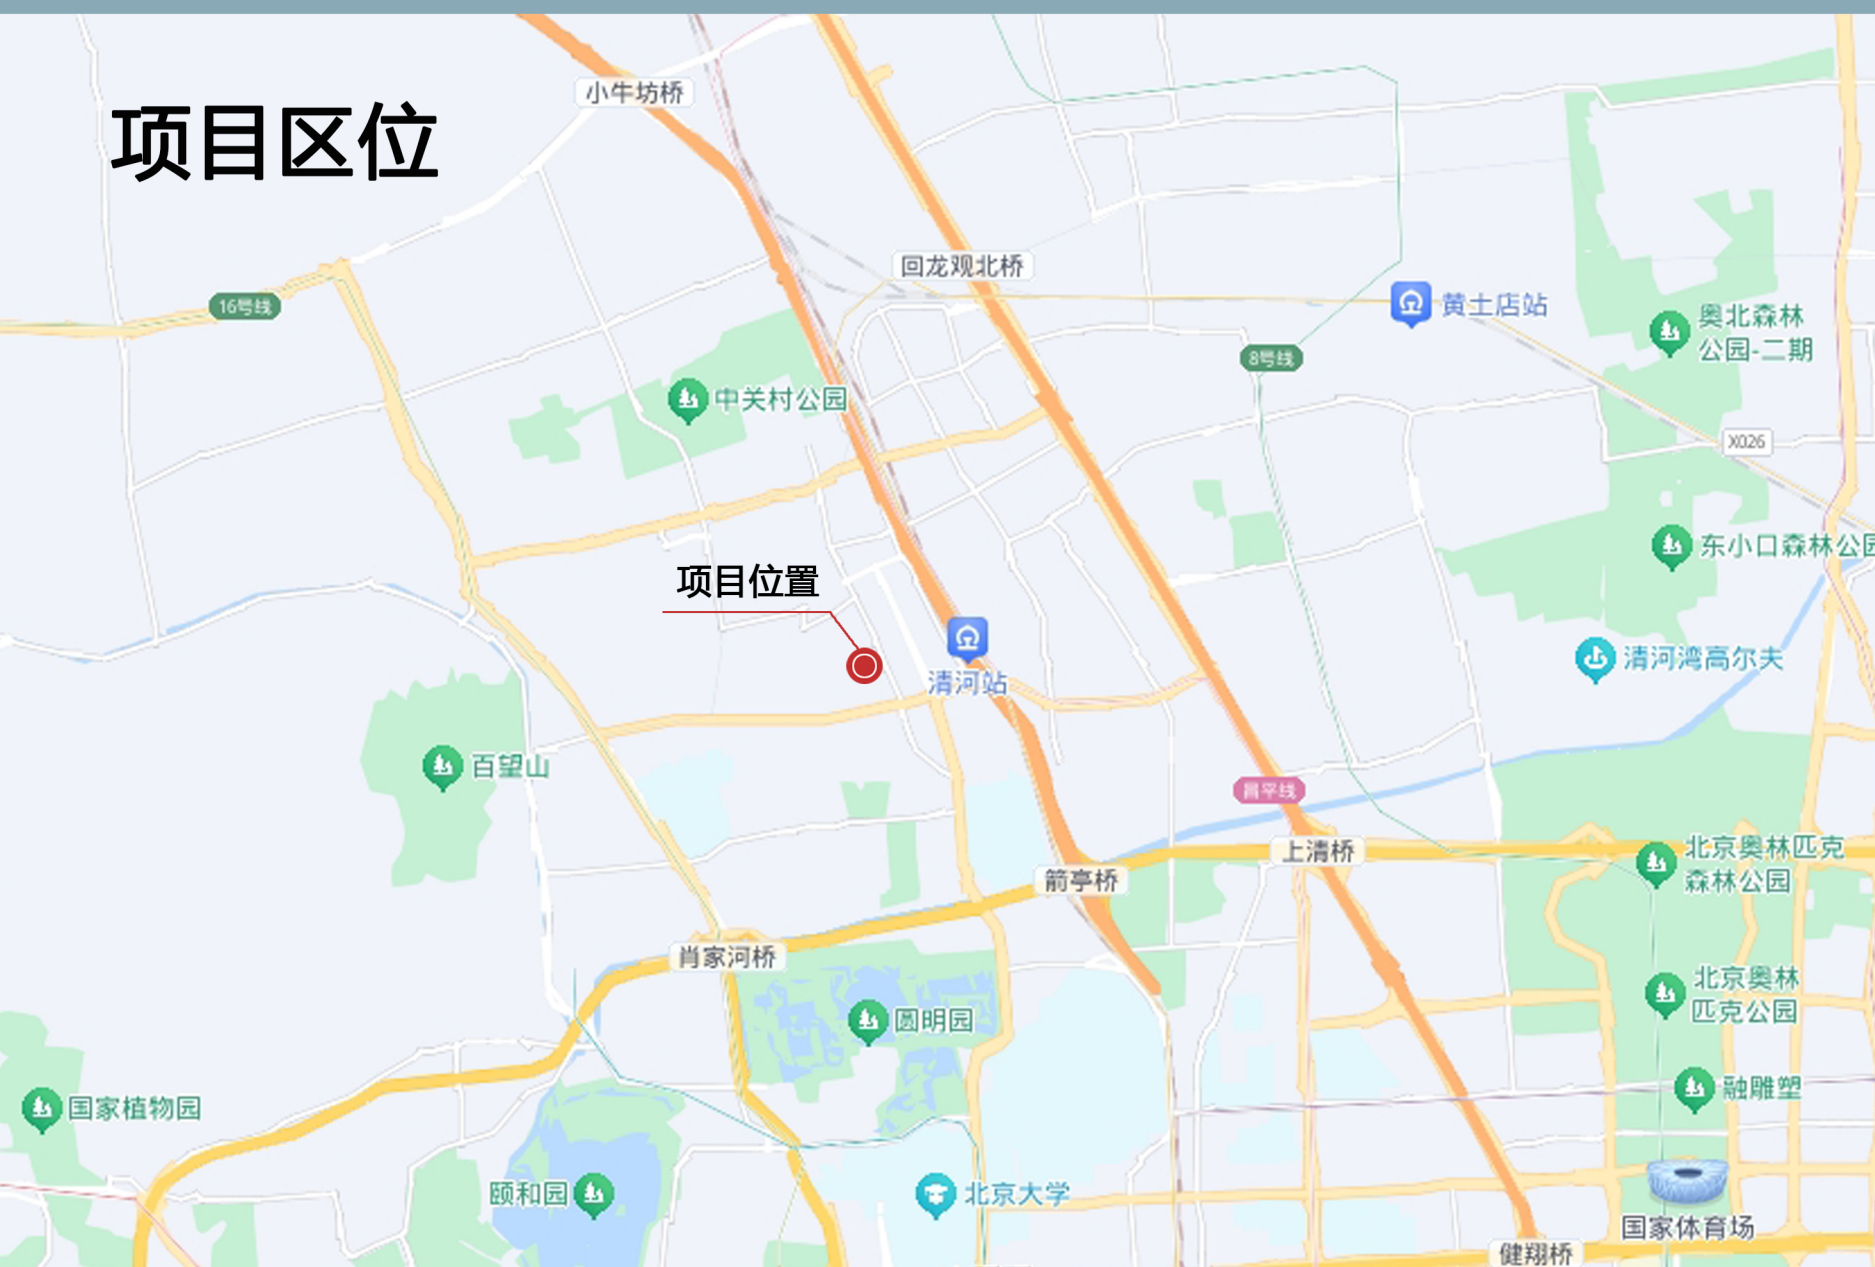 项目区位
小牛坊桥
回龙观北桥
16号线
黄土店站
奥北森林
公园-二期
8号线
中关村公园
X026
东小口森林公园
项目位置
清河站
清河湾高尔夫
百望山
昌平线
上清桥
北京奥林匹克
森林公园
箭亭桥
肖家河桥
北京奥林
匹克公园
圆明园
融雕塑
国家植物园
颐和园
北京大学
国家体育场
健翔桥